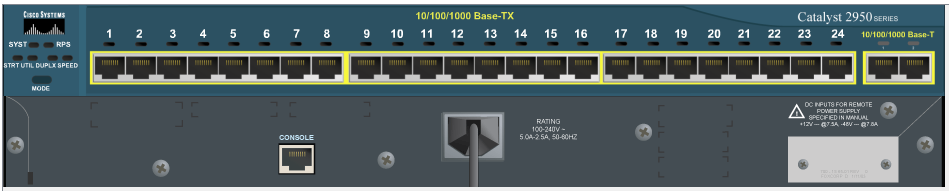 CISCO SYSTEMS
10/100/1000 Base-TX
Catalyst 2950 SERIES
1 2 3 4 5 6 7 8 9 10 11 12 13 14 15 16 17 18 19 20 21 22 23 24
10/100/1000 Base-T
SYST RPS
STRT UTIL DUPLX SPEED
MODE
CONSOLE
RATING
100-240V ~
5.0A-2.5A, 50-60HZ
DC INPUTS FOR REMOTE
POWER SUPPLY
SPECIFIED IN MANUAL
+12V — @7.5A, -48V — @7.8A